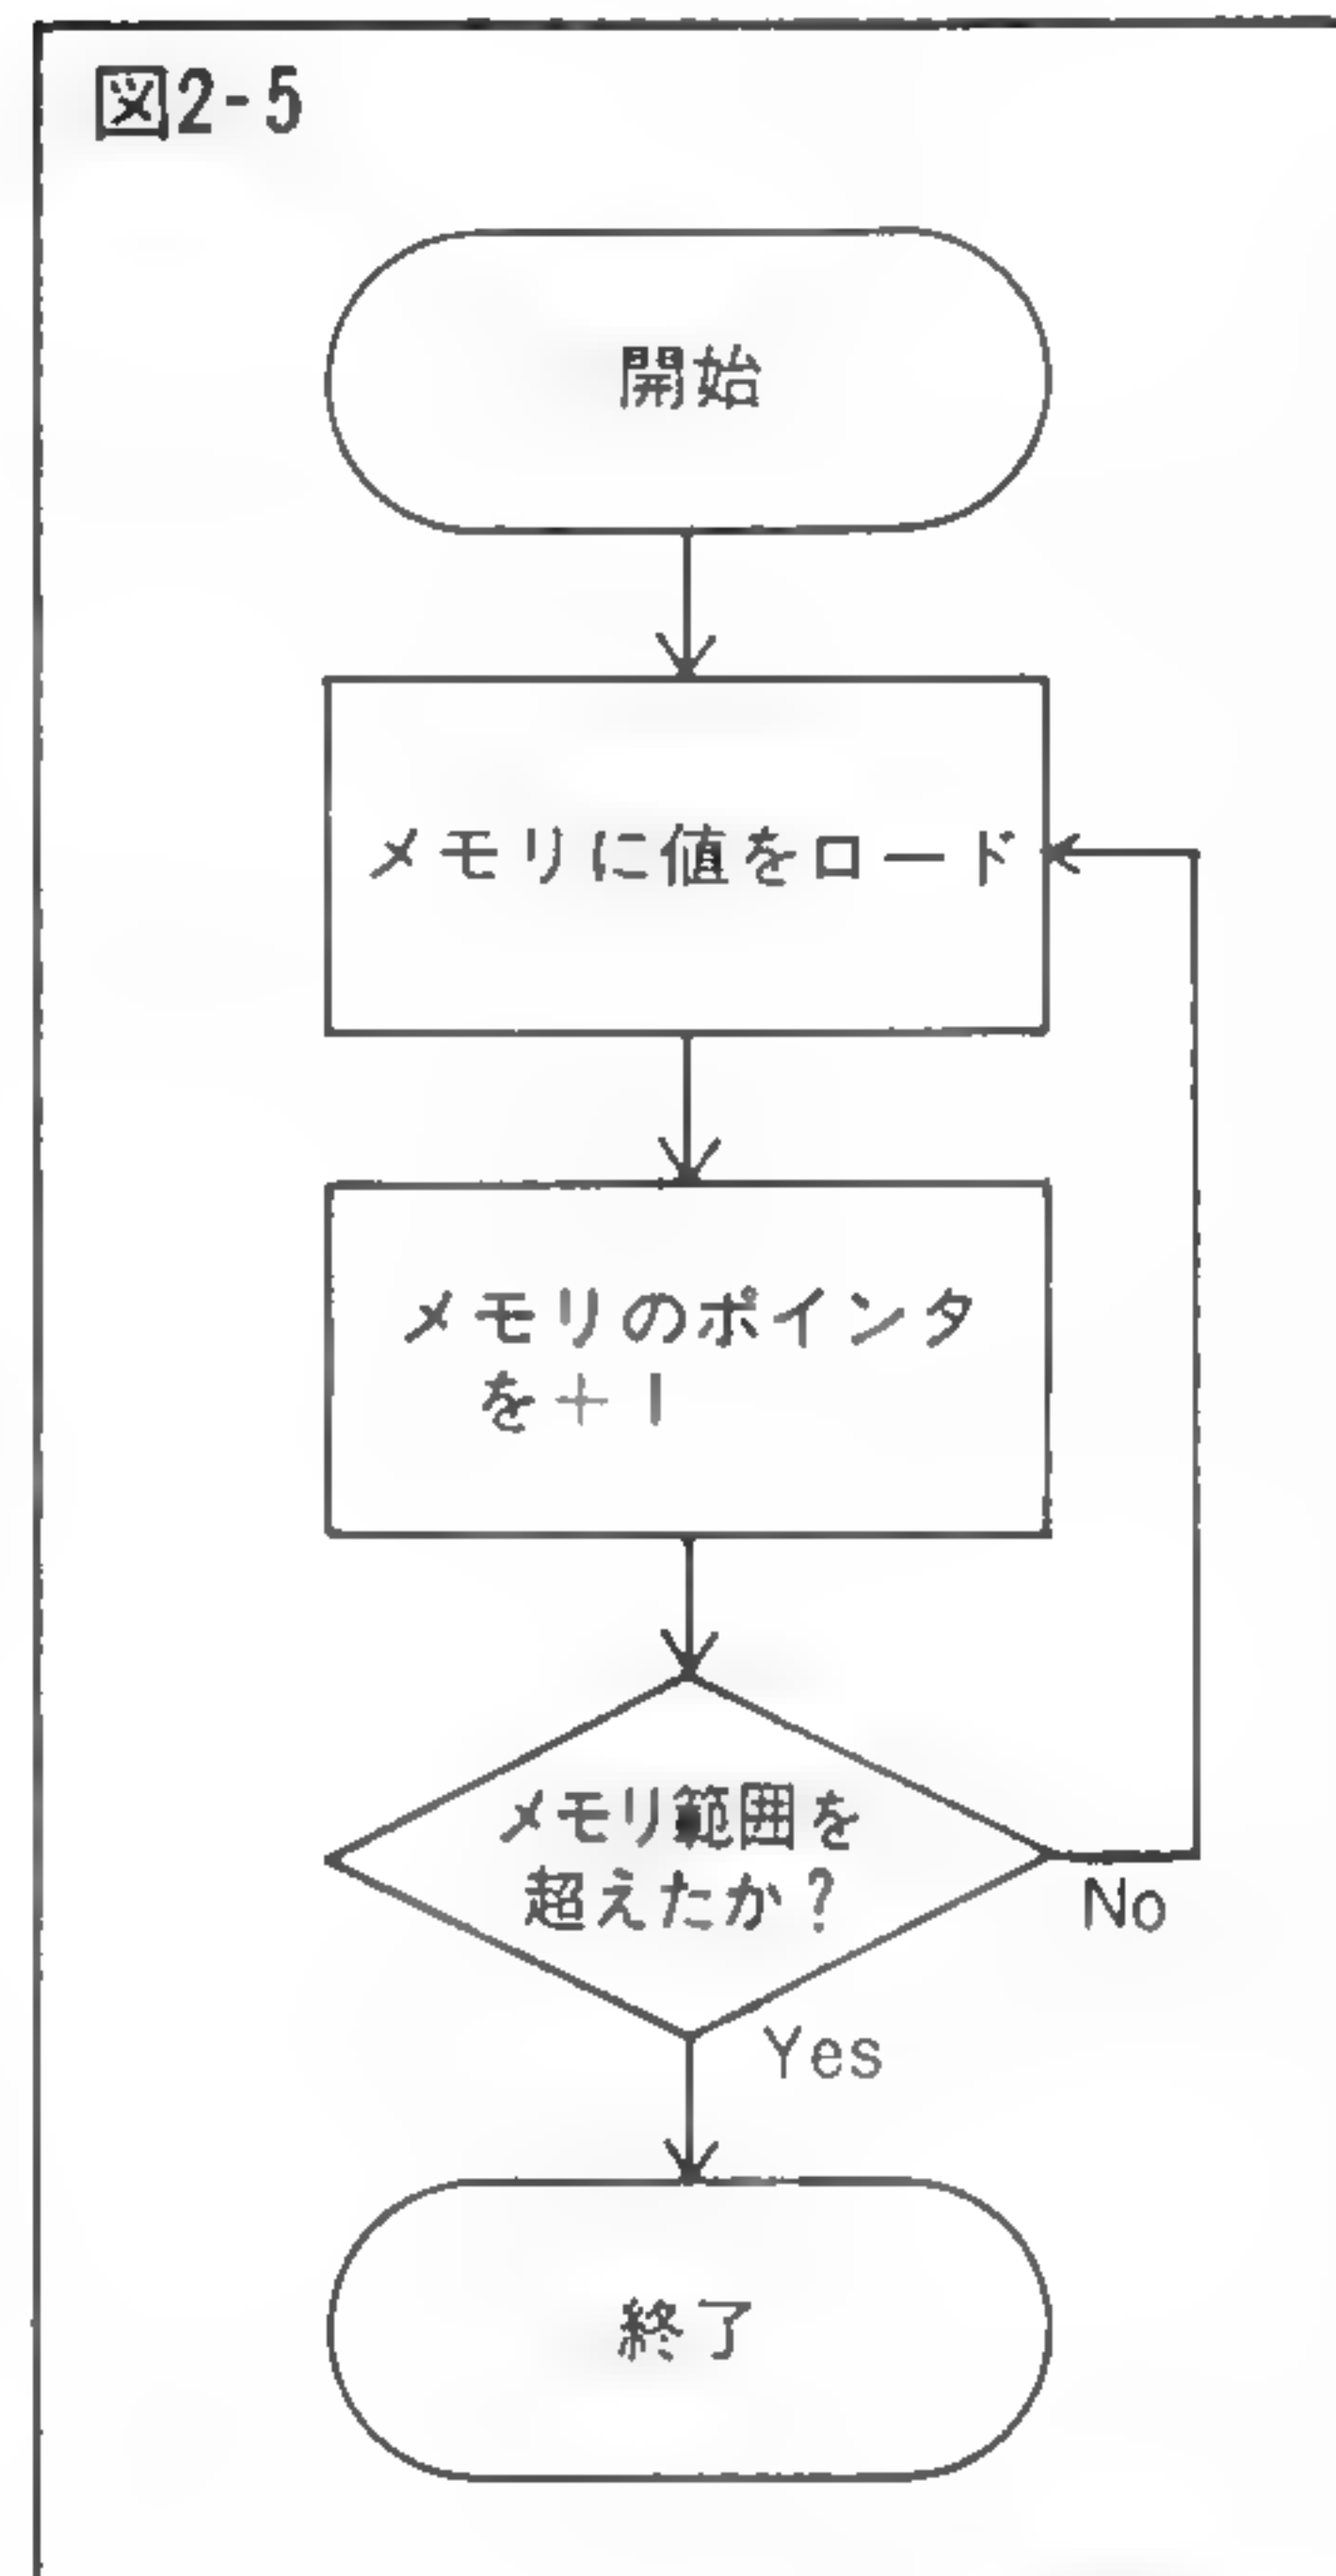 図2-5
開始
メモリに値をロード
メモリのポインタ
を+1
メモリ範囲を
超えたか?
No
Yes
終了